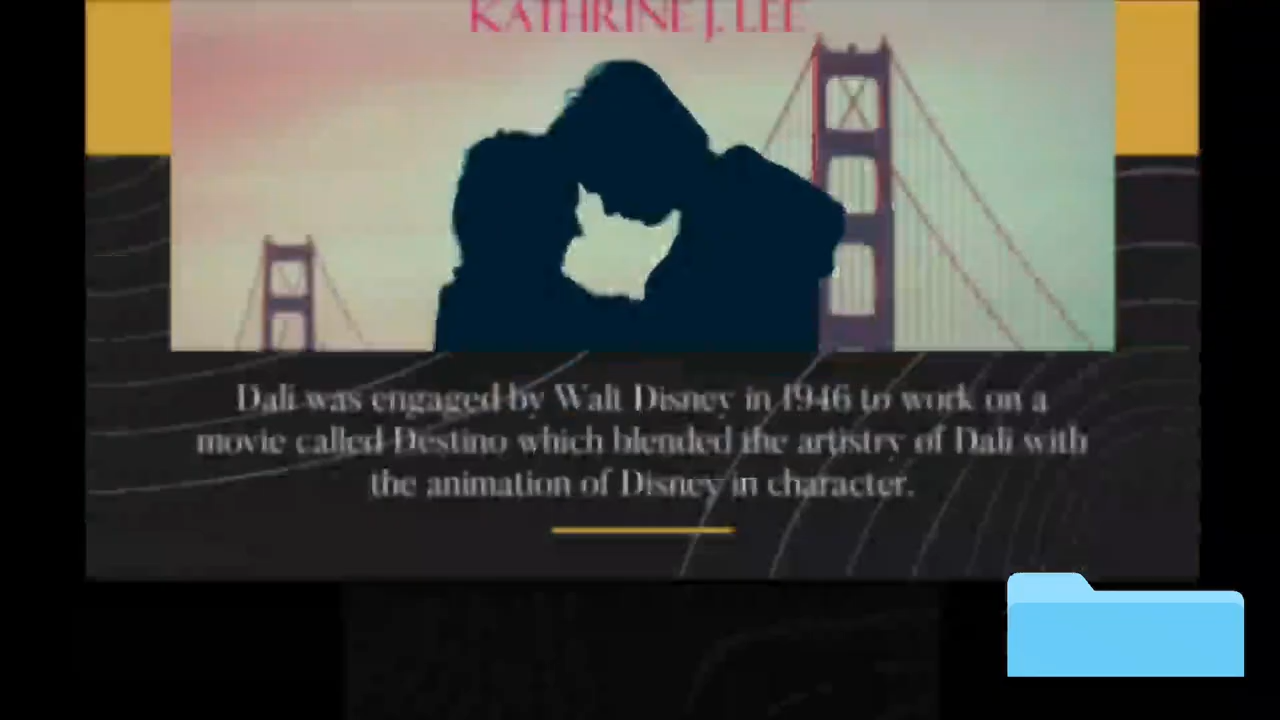 KATHRINE J. LEE
Dali was engaged by Walt Disney in 1946 to work on a
movie called Destino which blended the artistry of Dali with
the animation of Disney in character.